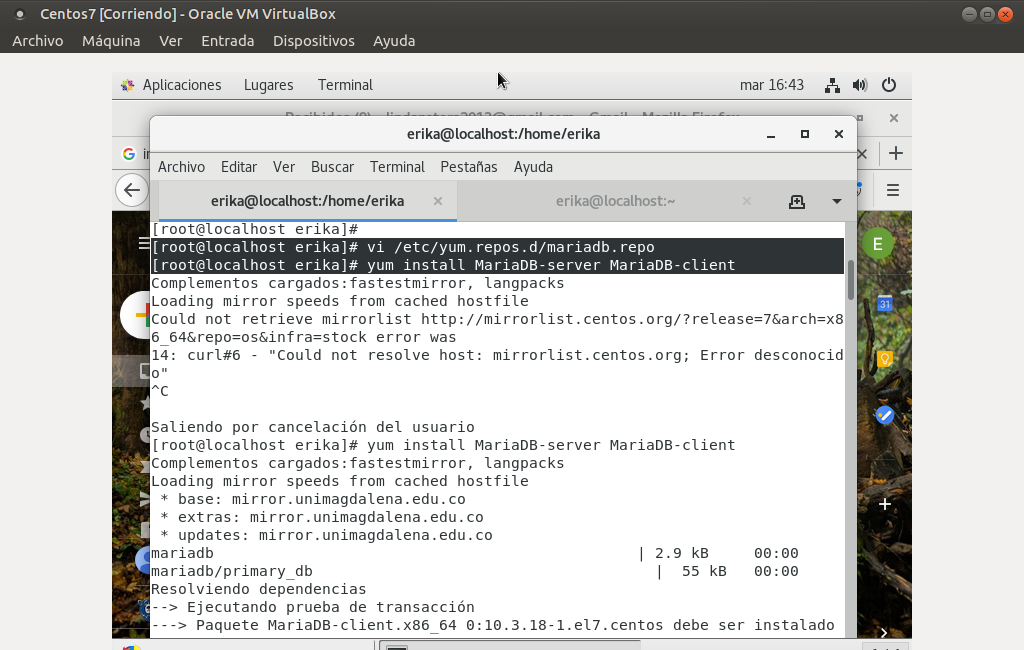 Centos7 [Corriendo] - Oracle VM VirtualBox
Archivo Máquina Ver Entrada Dispositivos Ayuda
Aplicaciones Lugares Terminal mar 16:43
erika@localhost:/home/erika
Archivo Editar Ver Buscar Terminal Pestañas Ayuda
erika@localhost:/home/erika erika@localhost:~
[root@localhost erika]#
[root@localhost erika]# vi /etc/yum.repos.d/mariadb.repo
[root@localhost erika]# yum install MariaDB-server MariaDB-client
Complementos cargados:fastestmirror, langpacks
Loading mirror speeds from cached hostfile
Could not retrieve mirrorlist http://mirrorlist.centos.org/?release=7&arch=x8
6_64&repo=os&infra=stock error was
14: curl#6 - "Could not resolve host: mirrorlist.centos.org; Error desconocid
o"
^C
Saliendo por cancelación del usuario
[root@localhost erika]# yum install MariaDB-server MariaDB-client
Complementos cargados:fastestmirror, langpacks
Loading mirror speeds from cached hostfile
* base: mirror.unimagdalena.edu.co
* extras: mirror.unimagdalena.edu.co
* updates: mirror.unimagdalena.edu.co
mariadb | 2.9 kB 00:00
mariadb/primary_db | 55 kB 00:00
Resolviendo dependencias
--> Ejecutando prueba de transacción
---> Paquete MariaDB-client.x86_64 0:10.3.18-1.el7.centos debe ser instalado
E
31